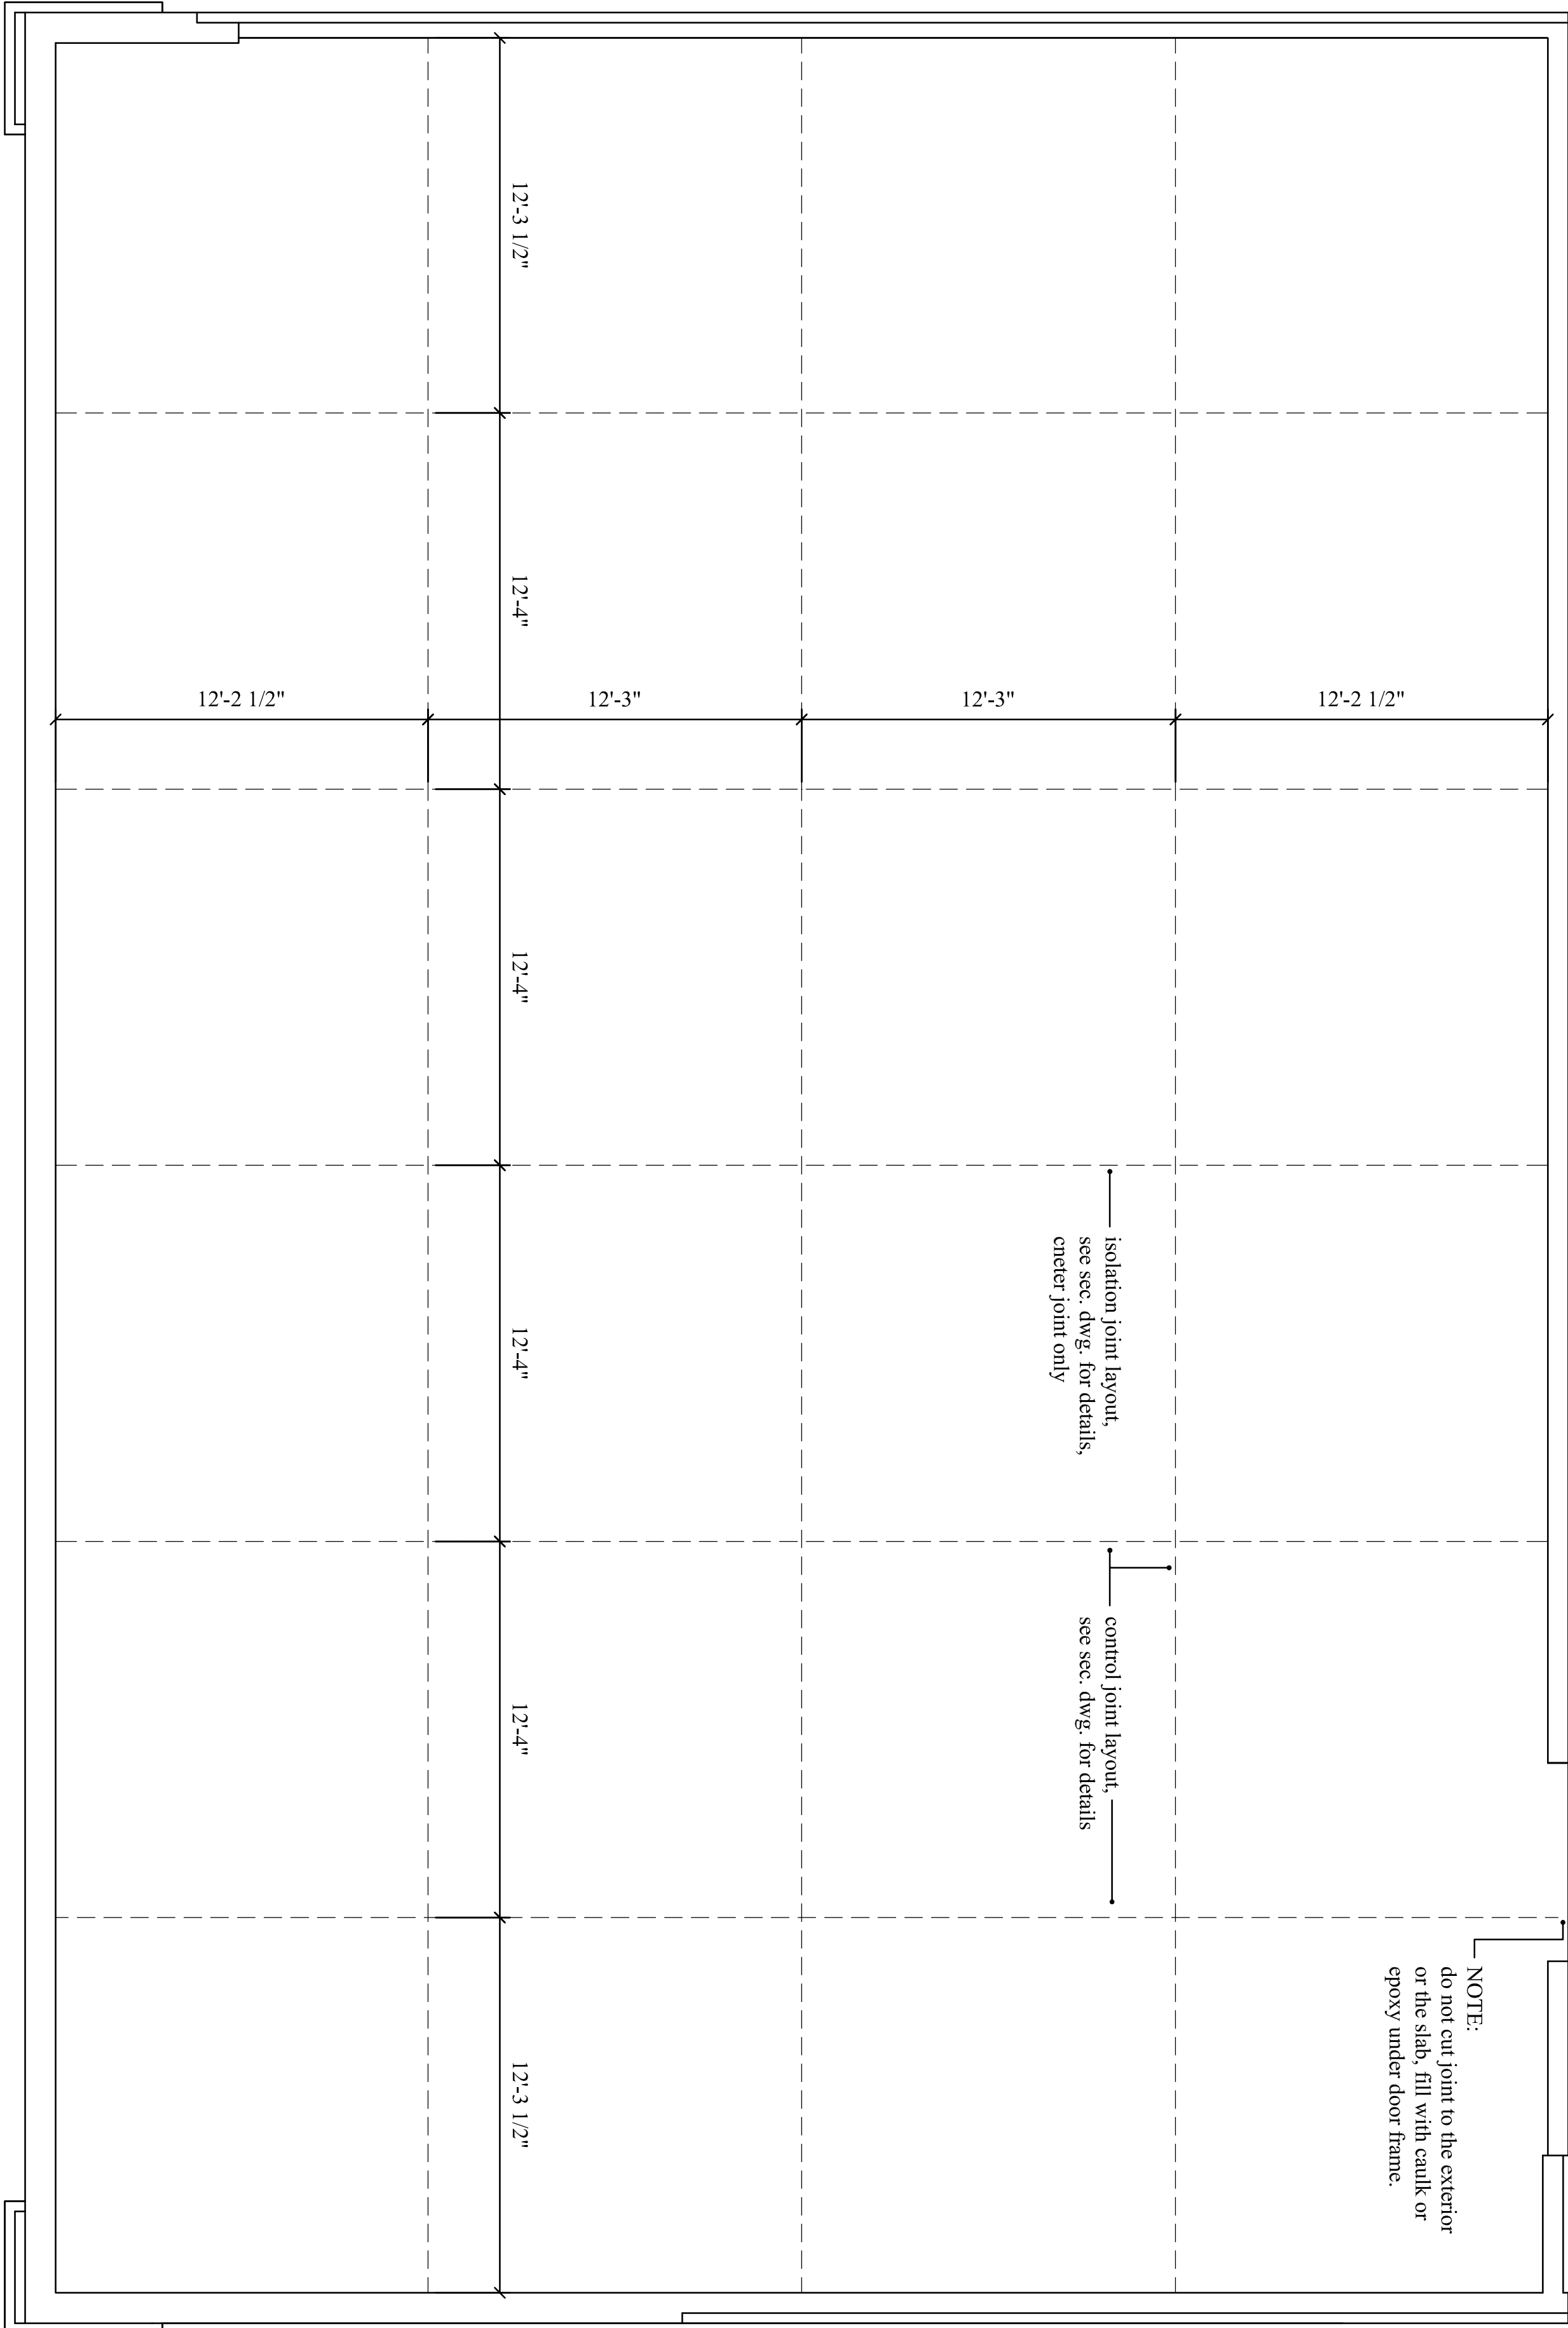 12'-3 1/2"
12'-4"
12'-4"
12'-4"
12'-4"
12'-3 1/2"
12'-2 1/2"
12'-3"
12'-3"
12'-2 1/2"
isolation joint layout,
see sec. dwg. for details,
cneter joint only
control joint layout,
see sec. dwg. for details
NOTE:
do not cut joint to the exterior
or the slab, fill with caulk or
epoxy under door frame.